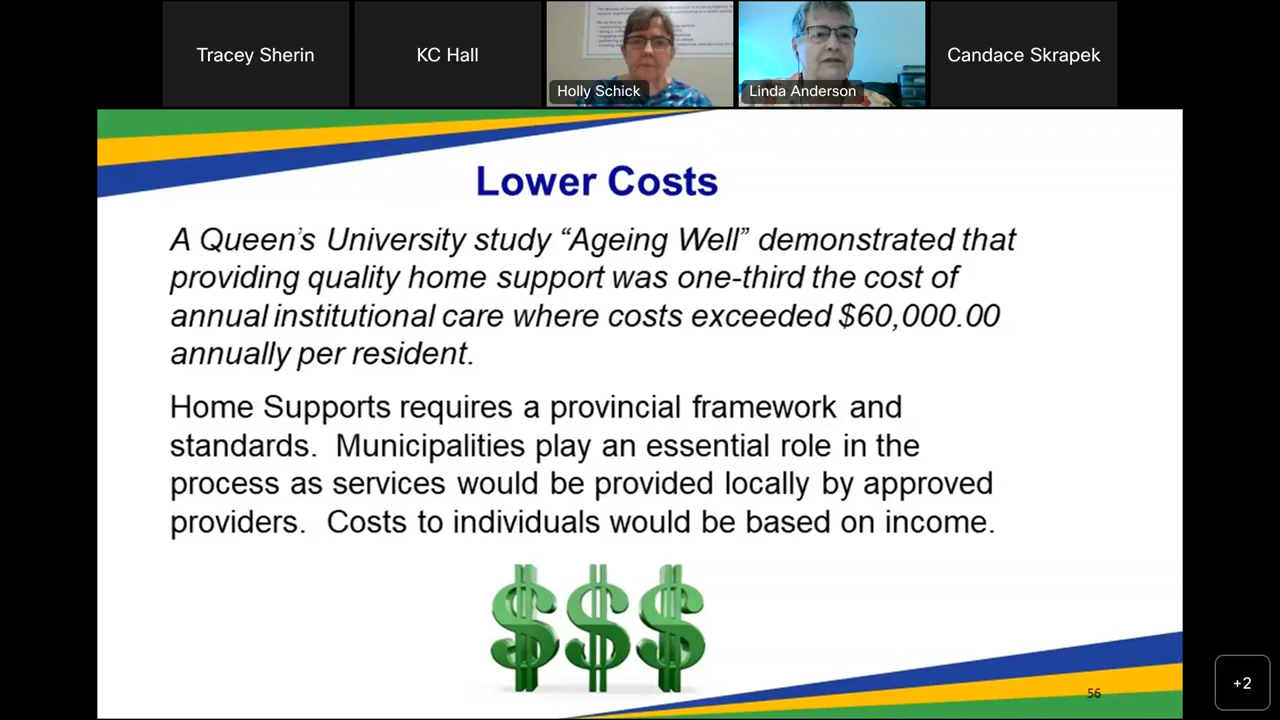 Tracey Sherin
KC Hall
Holly Schick
Linda Anderson
Candace Skrapek
Lower Costs
A Queen's University study “Ageing Well” demonstrated that
providing quality home support was one-third the cost of
annual institutional care where costs exceeded $60,000.00
annually per resident.
Home Supports requires a provincial framework and
standards. Municipalities play an essential role in the
process as services would be provided locally by approved
providers. Costs to individuals would be based on income.
$$$
56
+2